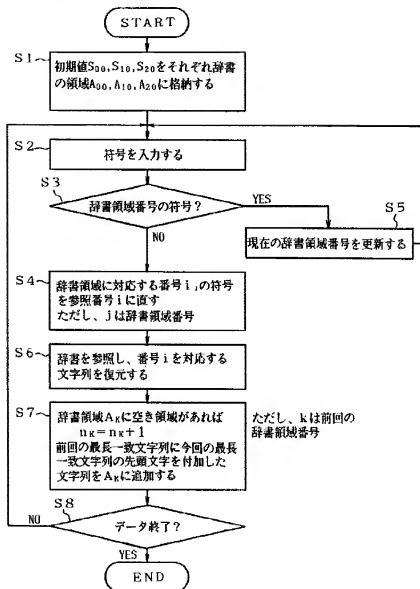 START
S1
初期値S00,S10,S20をそれぞれ辞書
の領域A00,A10,A20に格納する
S2
符号を入力する
S3
辞書領域番号の符号?
YES
NO
S5
現在の辞書領域番号を更新する
S4
辞書領域に対応する番号i,の符号
を参照番号iに直す
ただし、jは辞書領域番号
S6
辞書を参照し、番号iを対応する
文字列を復元する
S7
辞書領域AKに空き領域があれば
nK=nK+1
前回の最長一致文字列に今回の最長
一致文字列の先頭文字を付加した
文字列をAKに追加する
ただし、kは前回の
辞書領域番号
S8
データ終了?
NO
YES
END